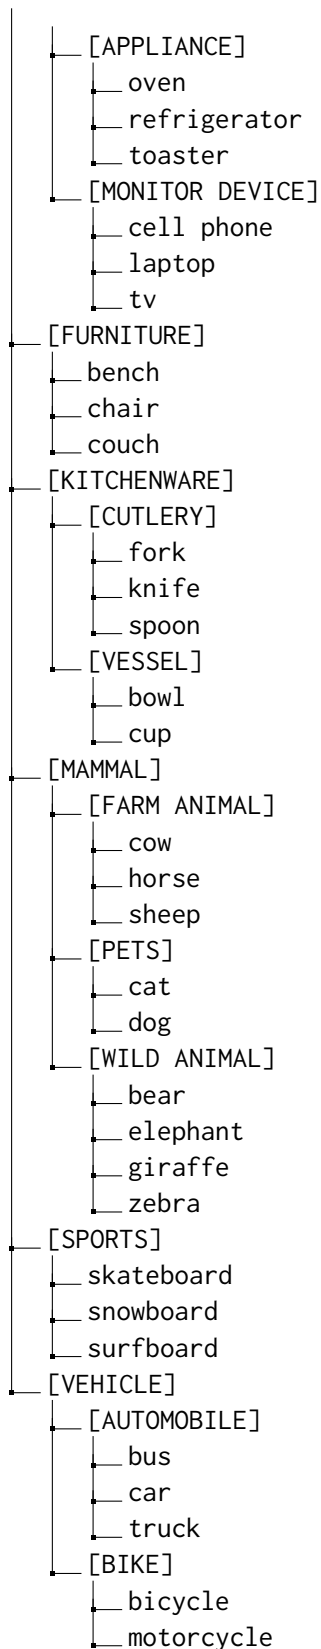 [APPLIANCE]
oven
refrigerator
toaster
[MONITOR DEVICE]
cell phone
laptop
tv
[FURNITURE]
bench
chair
couch
[KITCHENWARE]
[CUTLERY]
fork
knife
spoon
[VESSEL]
bowl
cup
[MAMMAL]
[FARM ANIMAL]
cow
horse
sheep
[PETS]
cat
dog
[WILD ANIMAL]
bear
elephant
giraffe
zebra
[SPORTS]
skateboard
snowboard
surfboard
[VEHICLE]
[AUTOMOBILE]
bus
car
truck
[BIKE]
bicycle
motorcycle